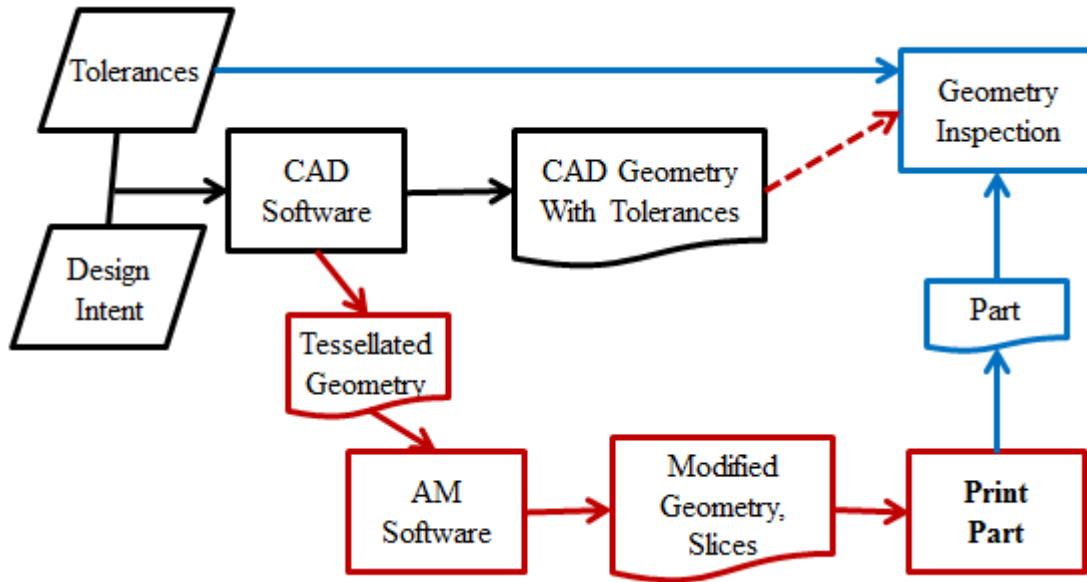 Tolerances
Geometry
Inspection
CAD
Software
CAD Geometry
With Tolerances
Design
Intent
Part
Tessellated
Geometry
AM
Software
Modified
Geometry,
Slices
Print
Part